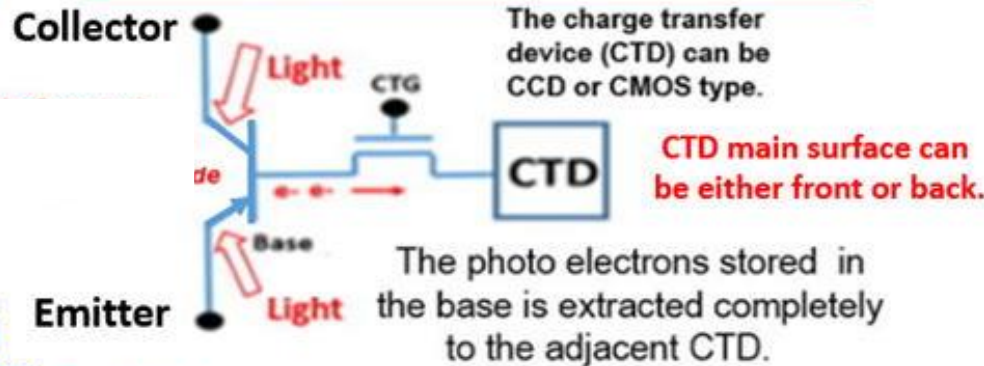 Collector
The charge transfer
device (CTD) can be
CCD or CMOS type.
Light
CTG
de
CTD
CTD main surface can
be either front or back.
Base
The photo electrons stored in
the base is extracted completely
to the adjacent CTD.
Emitter
Light